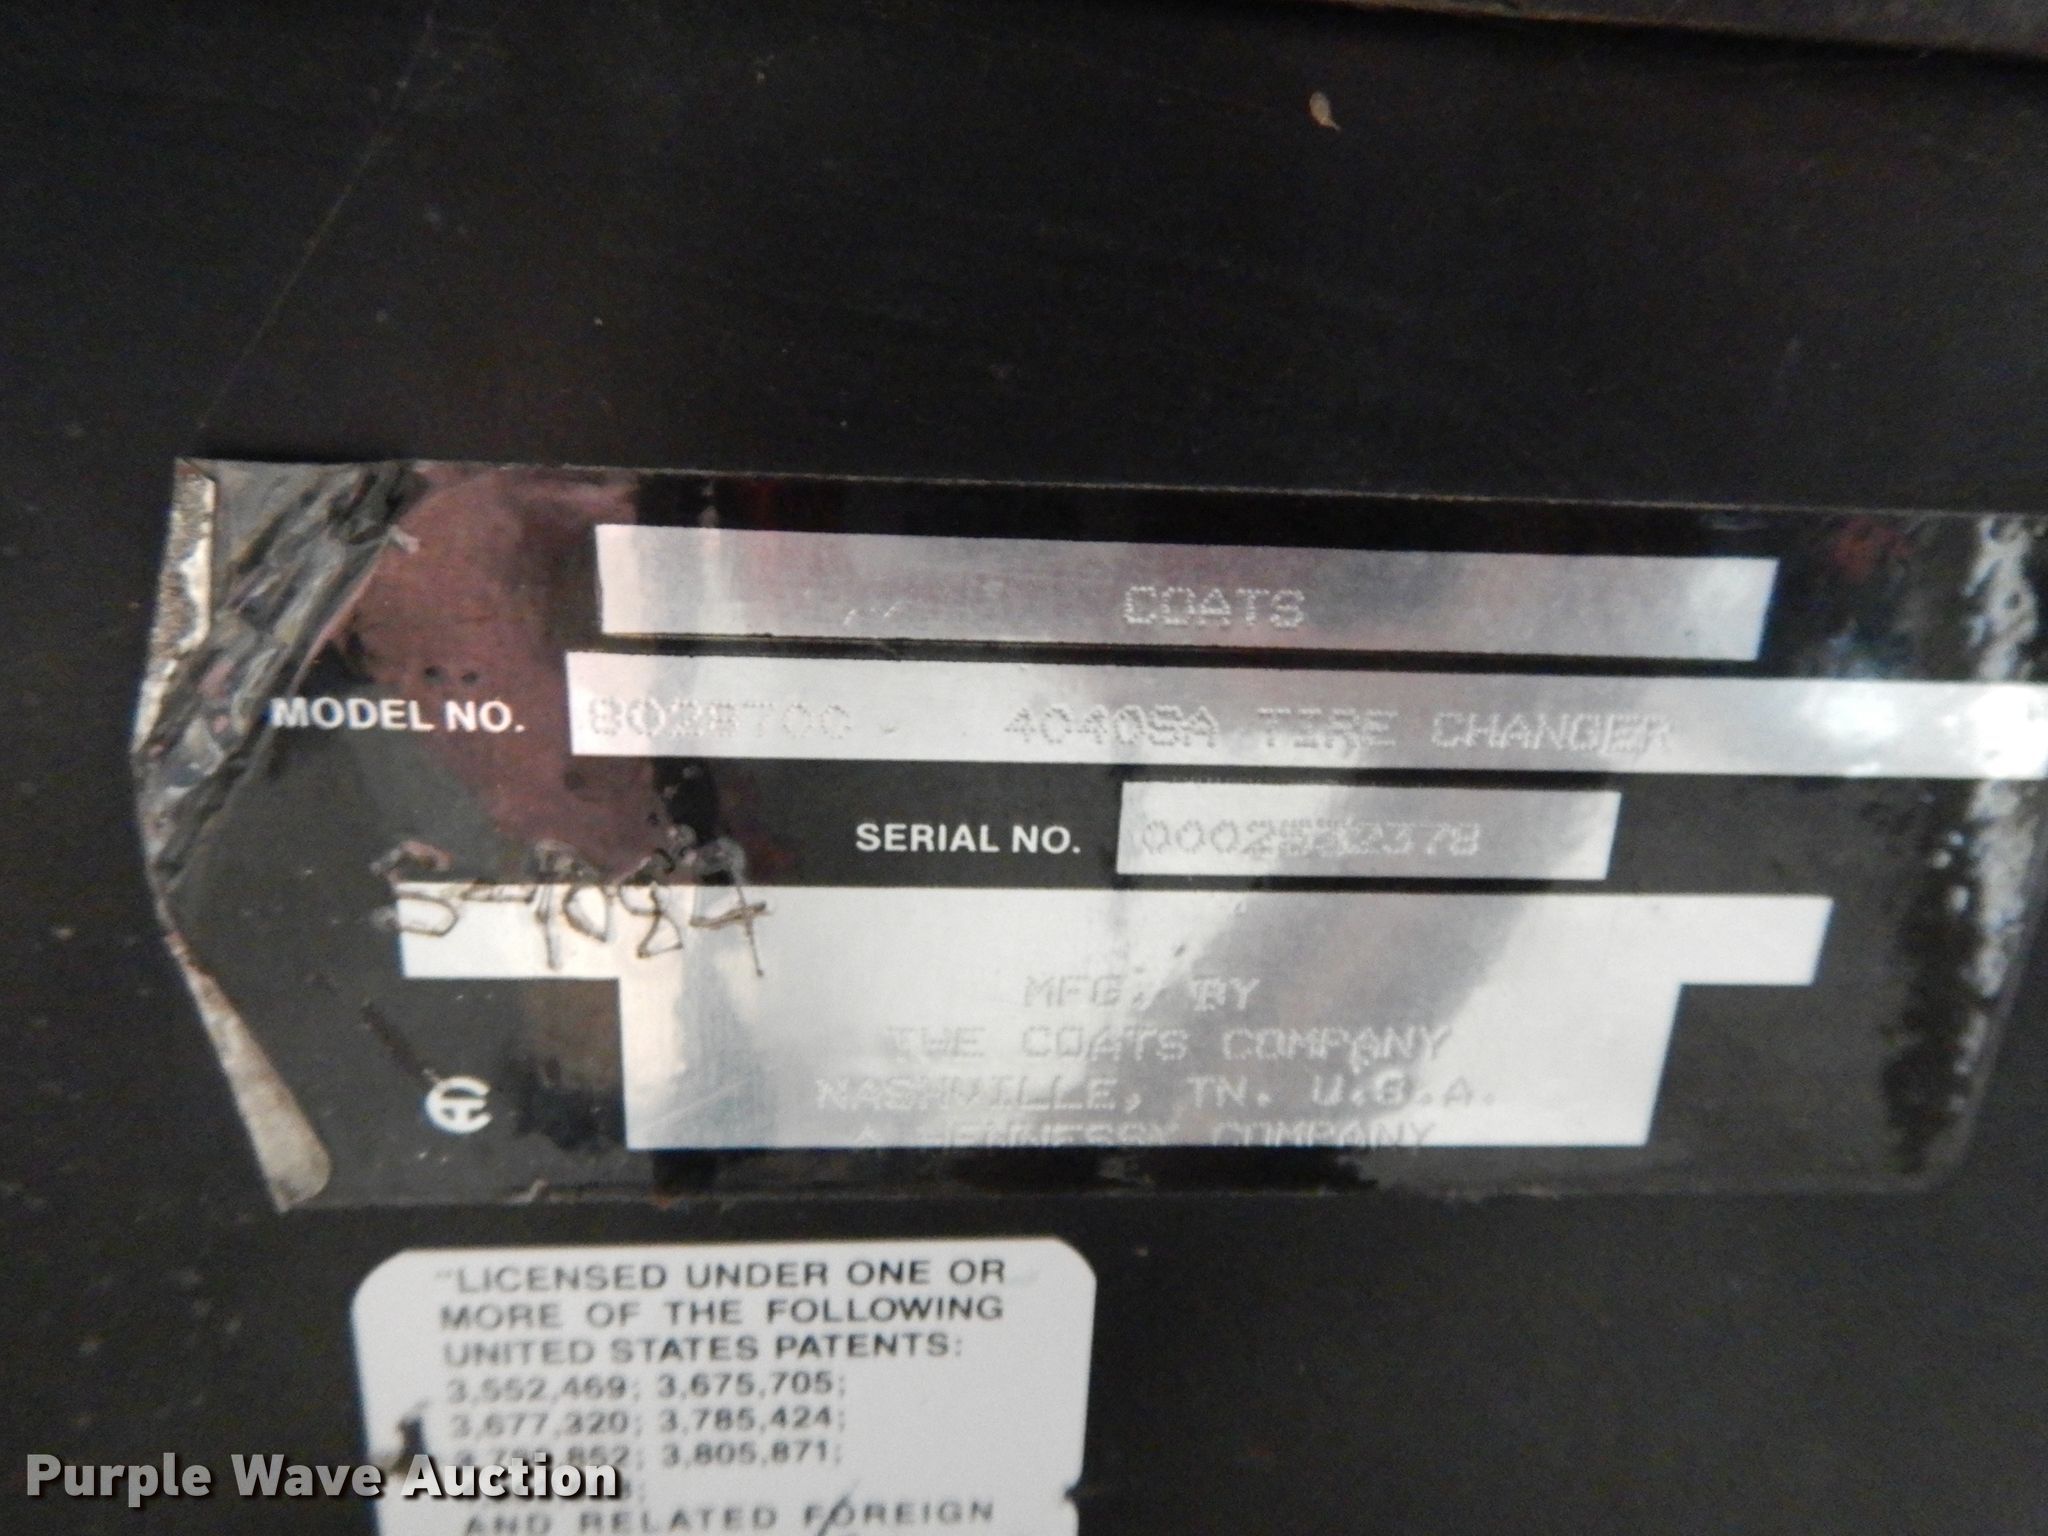 COATS
MODEL NO. 4040SA TIRE CHANGER
SERIAL NO.
MFG. BY
THE COATS COMPANY
NASHVILLE, TN. U.S.A.
A HENNESSY COMPANY
"LICENSED UNDER ONE OR
MORE OF THE FOLLOWING
UNITED STATES PATENTS:
3,552,469; 3,675,705;
3,677,320; 3,785,424;
3,805,871;
AND RELATED FOREIGN
Purple Wave Auction